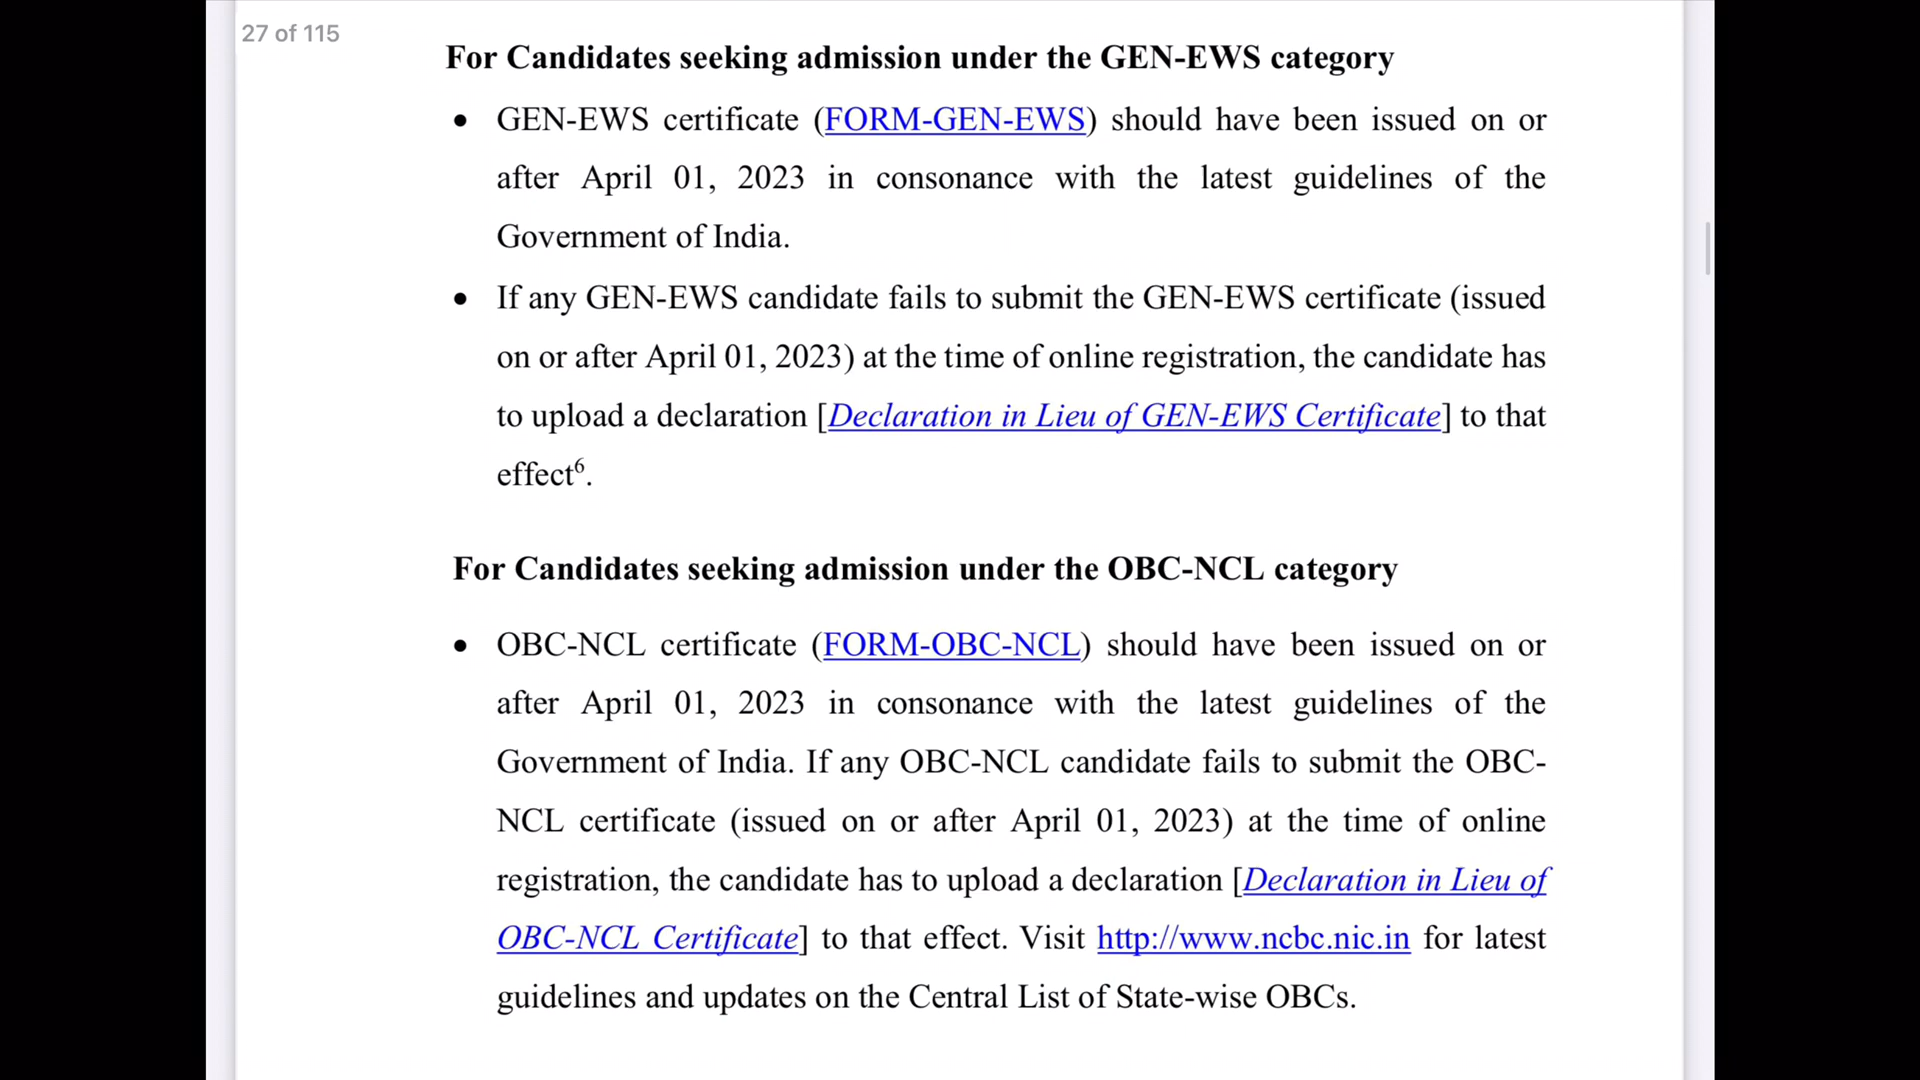 27 of 115
For Candidates seeking admission under the GEN-EWS category
• GEN-EWS certificate (FORM-GEN-EWS) should have been issued on or
after April 01, 2023 in consonance with the latest guidelines of the
Government of India.
• If any GEN-EWS candidate fails to submit the GEN-EWS certificate (issued
on or after April 01, 2023) at the time of online registration, the candidate has
to upload a declaration [Declaration in Lieu of GEN-EWS Certificate] to that
effect⁶.
For Candidates seeking admission under the OBC-NCL category
• OBC-NCL certificate (FORM-OBC-NCL) should have been issued on or
after April 01, 2023 in consonance with the latest guidelines of the
Government of India. If any OBC-NCL candidate fails to submit the OBC-
NCL certificate (issued on or after April 01, 2023) at the time of online
registration, the candidate has to upload a declaration [Declaration in Lieu of
OBC-NCL Certificate] to that effect. Visit http://www.ncbc.nic.in for latest
guidelines and updates on the Central List of State-wise OBCs.